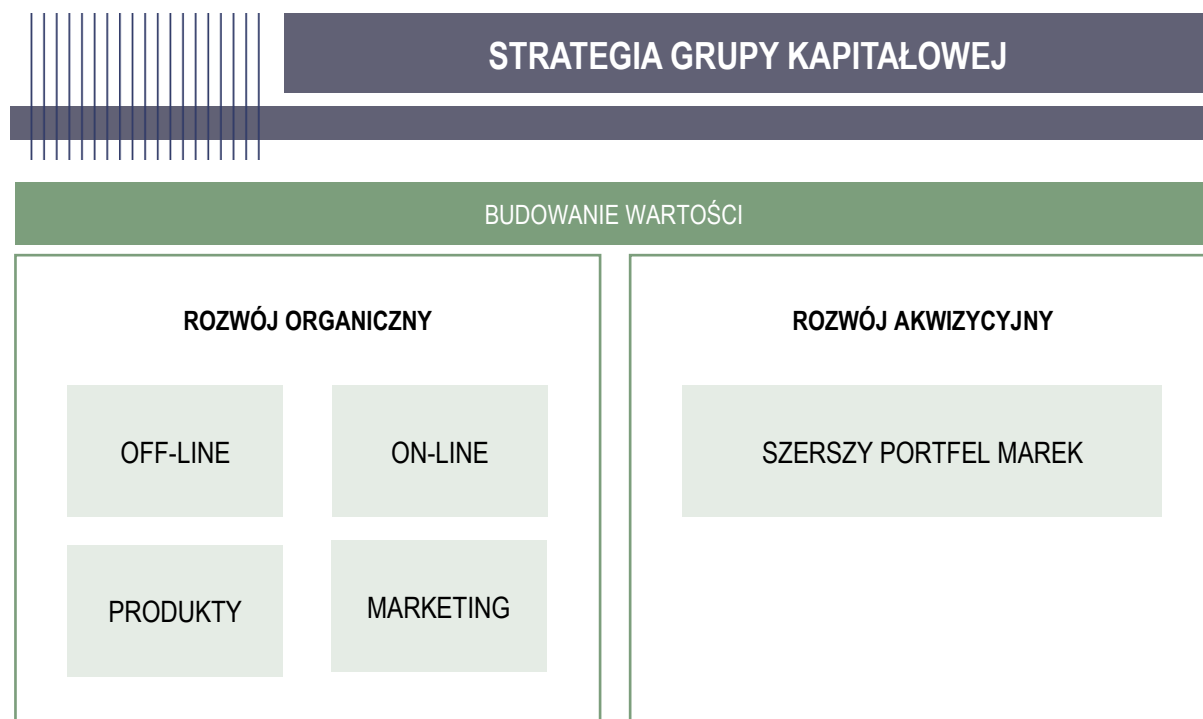 STRATEGIA GRUPY KAPITAŁOWEJ
BUDOWANIE WARTOŚCI
ROZWÓJ ORGANICZNY
OFF-LINE
ON-LINE
PRODUKTY
MARKETING
ROZWÓJ AKWIZYCYJNY
SZERSZY PORTFEL MAREK